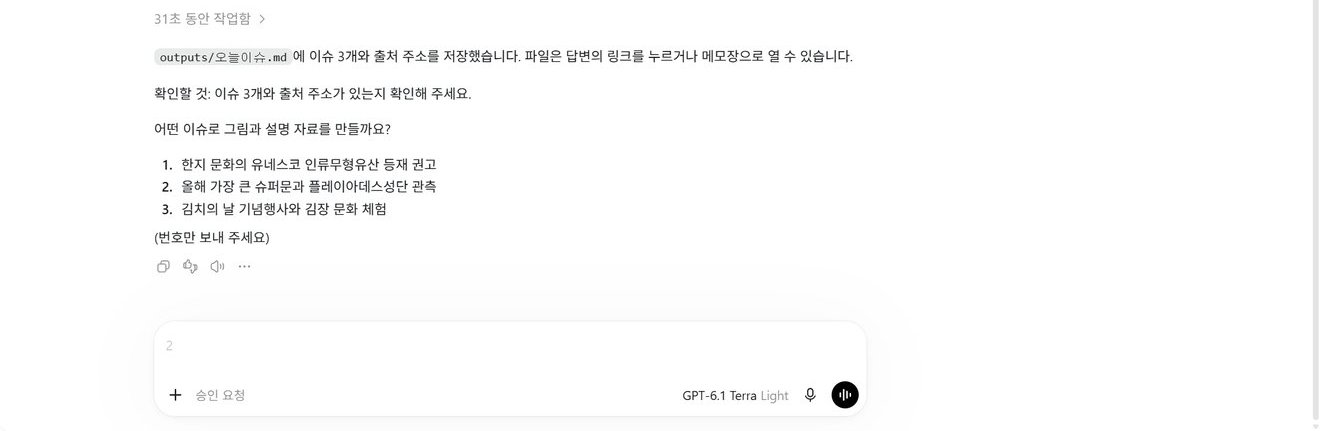 31초 동안 작업함 >
outputs/오늘이슈.md 에 이슈 3개와 출처 주소를 저장했습니다. 파일은 답변의 링크를 누르거나 메모장으로 열 수 있습니다.
확인할 것: 이슈 3개와 출처 주소가 있는지 확인해 주세요.
어떤 이슈로 그림과 설명 자료를 만들까요?
1. 한지 문화의 유네스코 인류무형유산 등재 권고
2. 올해 가장 큰 슈퍼문과 플레이아데스성단 관측
3. 김치의 날 기념행사와 김장 문화 체험
(번호만 보내 주세요)
2
승인 요청 GPT-6.1 Terra Light